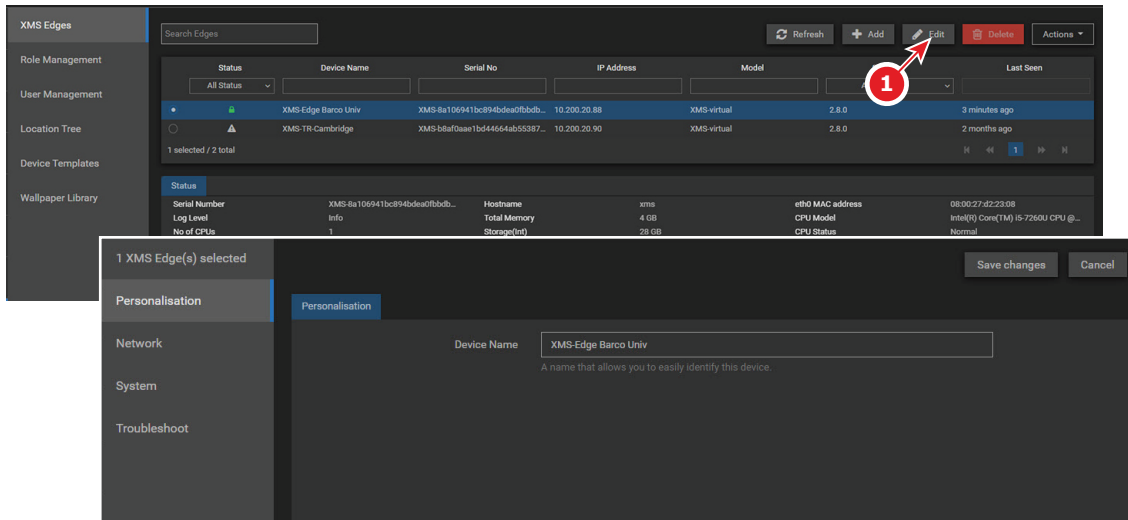 XMS Edges
Role Management
User Management
Location Tree
Device Templates
Wallpaper Library
Search Edges
Refresh Add Edit Delete Actions
1
Status Device Name Serial No IP Address Model Last Seen
All Status
XMS-Edge Barco Univ XMS-8a106941bc894bdea0fbbdb... 10.200.20.88 XMS-virtual 2.8.0 3 minutes ago
XMS-TR-Cambridge XMS-b8af0aae1bd44664ab55387... 10.200.20.90 XMS-virtual 2.8.0 2 months ago
1 selected / 2 total 1
Status
Serial Number XMS-8a106941bc894bdea0fbbdb... Hostname xms eth0 MAC address 08:00:27:d2:23:08
Log Level Info Total Memory 4 GB CPU Model Intel(R) Core(TM) i5-7260U CPU @...
No of CPUs 1 Storage(Int) 28 GB CPU Status Normal
1 XMS Edge(s) selected
Personalisation
Network
System
Troubleshoot
Save changes Cancel
Personalisation
Device Name XMS-Edge Barco Univ
A name that allows you to easily identify this device.